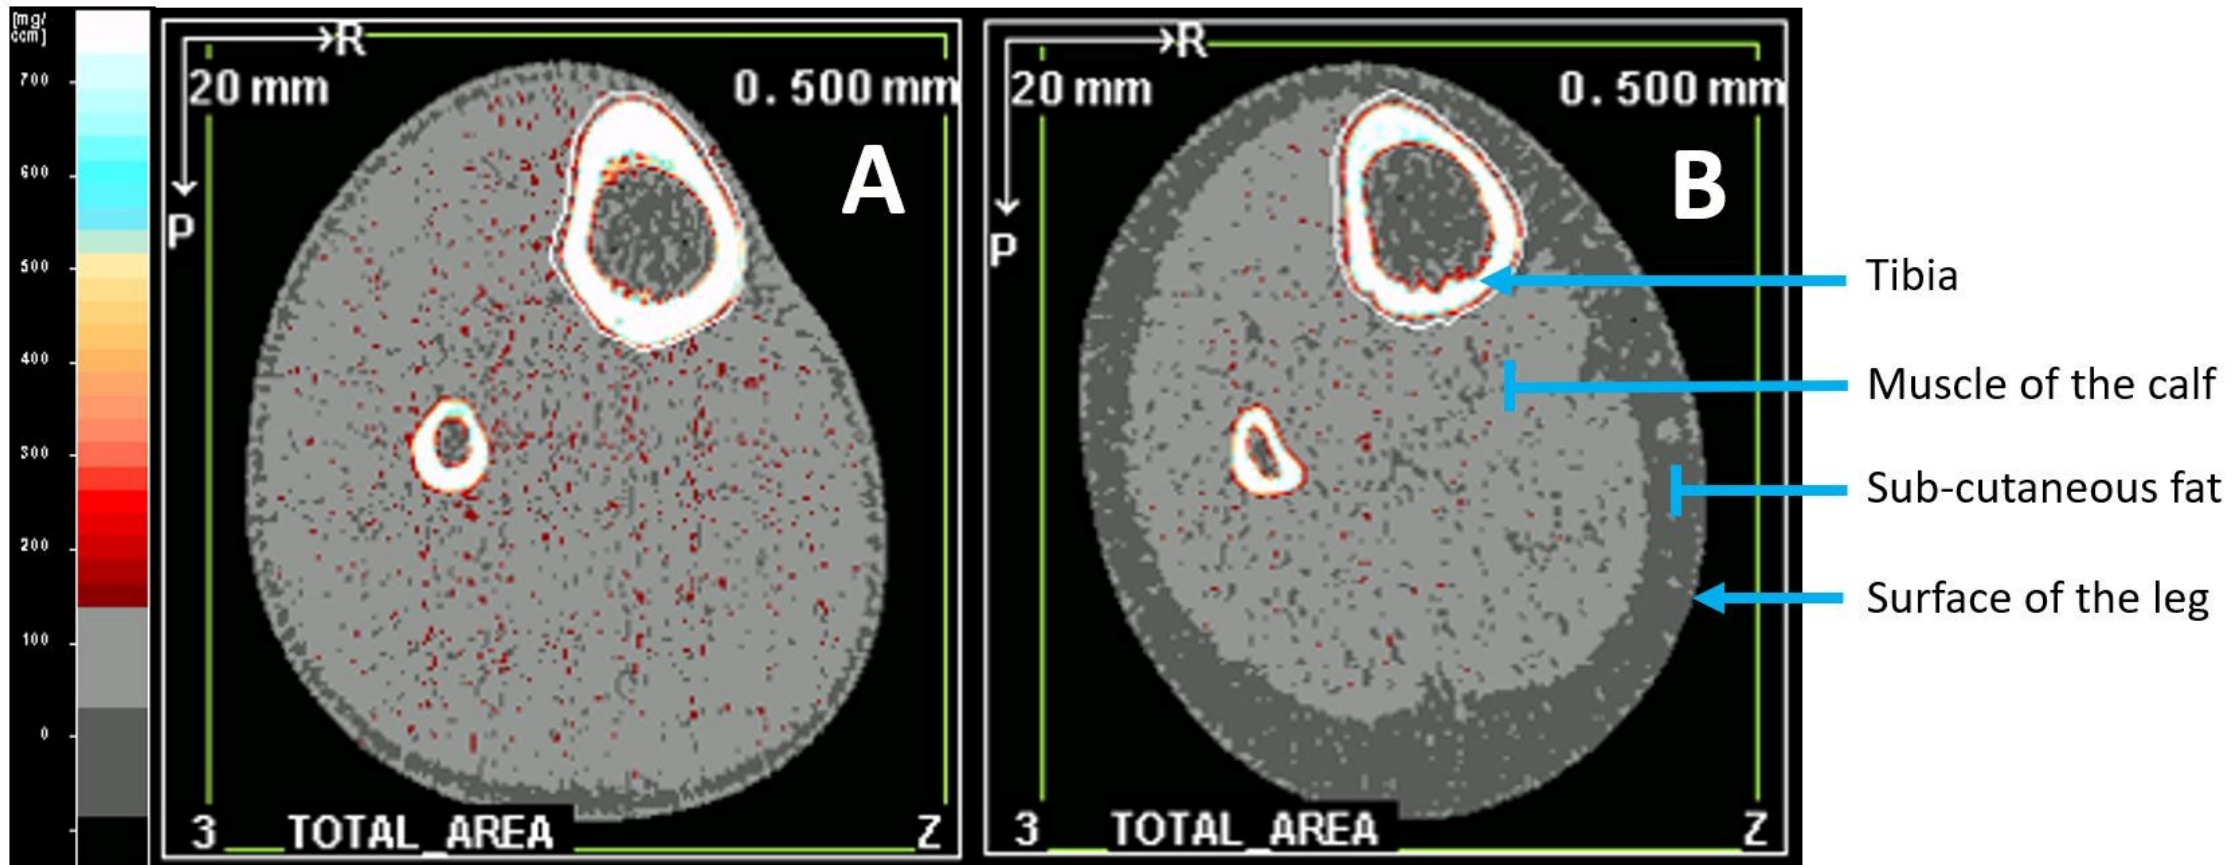 [mg/
ccm]
700
600
500
400
300
200
100
0
R
20 mm
0.500 mm
A
P
3
TOTAL_AREA
Z
R
20 mm
0.500 mm
B
P
3
TOTAL_AREA
Z
Tibia
Muscle of the calf
Sub-cutaneous fat
Surface of the leg